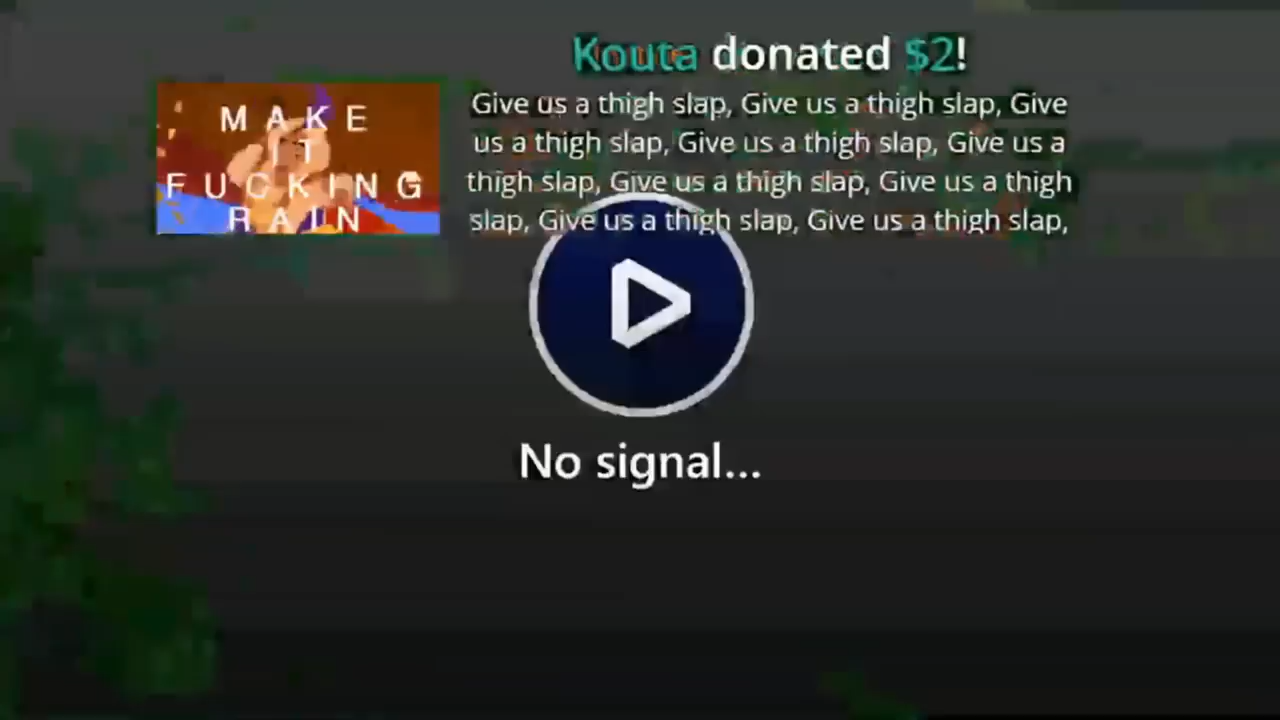 Kouta donated $2!
Give us a thigh slap, Give us a thigh slap, Give
us a thigh slap, Give us a thigh slap, Give us a
thigh slap, Give us a thigh slap, Give us a thigh
slap, Give us a thigh slap, Give us a thigh slap,
MAKE
IT
FUCKING
RAIN
No signal...